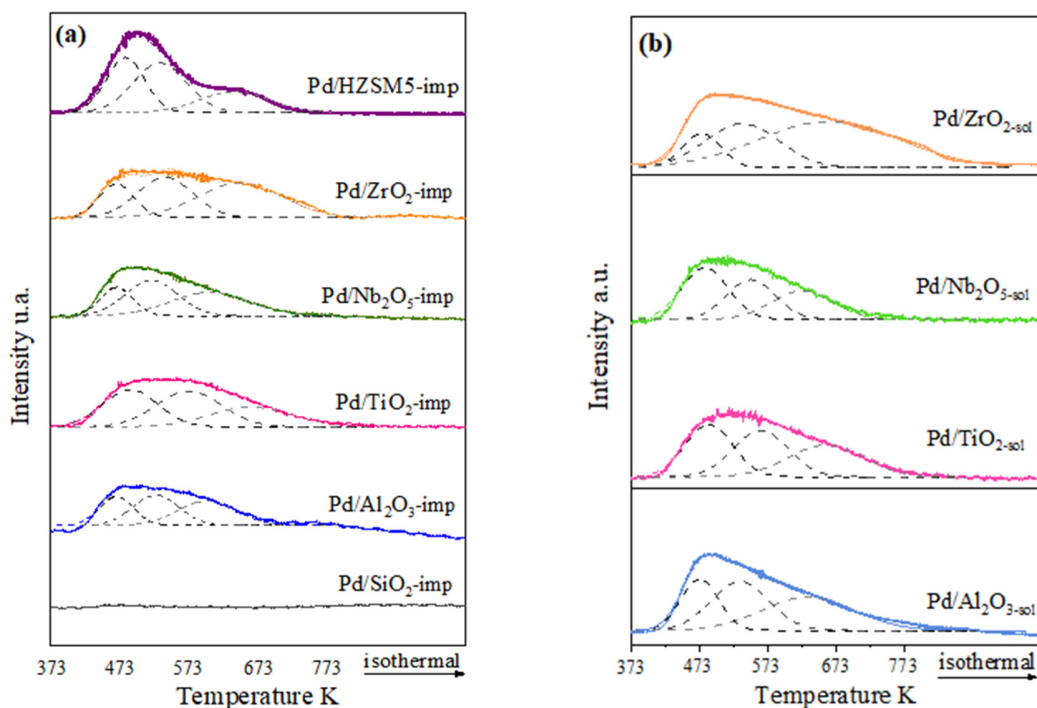 (a)
Pd/HZSM5-imp
Pd/ZrO₂-imp
Pd/Nb₂O₅-imp
Pd/TiO₂-imp
Pd/Al₂O₃-imp
Pd/SiO₂-imp
Intensity u.a.
373 473 573 673 773 isothermal
Temperature K
(b)
Pd/ZrO₂-sol
Pd/Nb₂O₅-sol
Pd/TiO₂-sol
Pd/Al₂O₃-sol
Intensity a.u.
373 473 573 673 773 isothermal
Temperature K